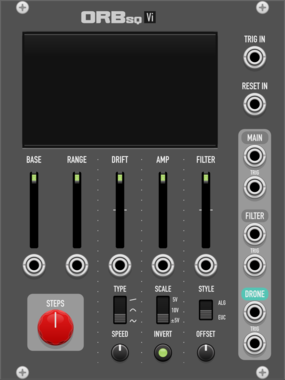 ORBsq Vi
TRIG IN
RESET IN
MAIN
TRIG
BASE RANGE DRIFT AMP FILTER
FILTER
TRIG
TYPE SCALE STYLE
5V
10V
±5V
ALG
EUC
STEPS
DRONE
TRIG
SPEED INVERT OFFSET